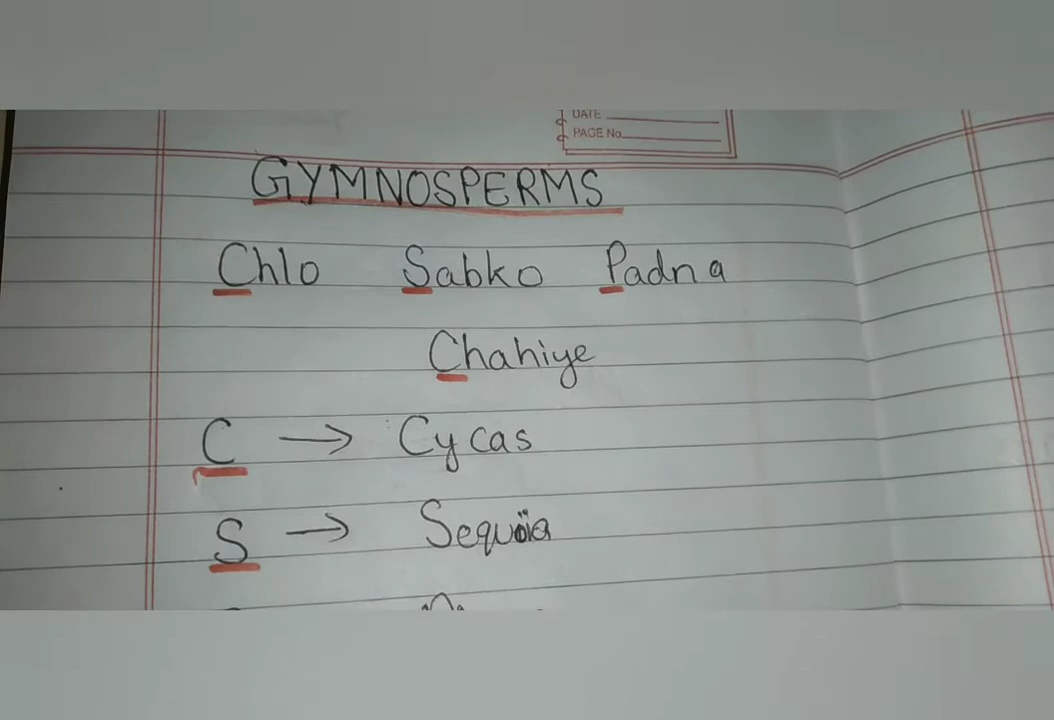 DATE
PAGE No.
GYMNOSPERMS
Chlo Sabko Padna
Chahiye
C → Cycas
S → Sequoia